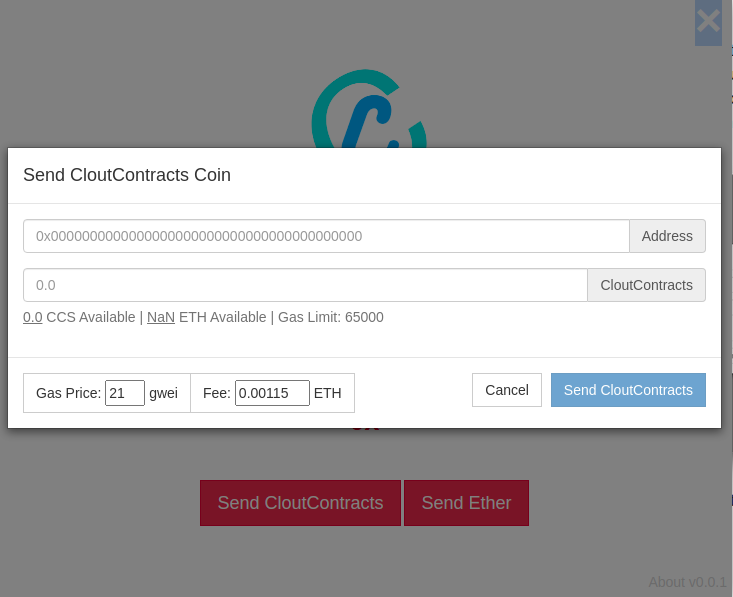 Send CloutContracts Coin
0x0000000000000000000000000000000000000000 Address
0.0 CloutContracts
0.0 CCS Available | NaN ETH Available | Gas Limit: 65000
Gas Price: 21 gwei Fee: 0.00115 ETH Cancel Send CloutContracts
Send CloutContracts Send Ether
About v0.0.1